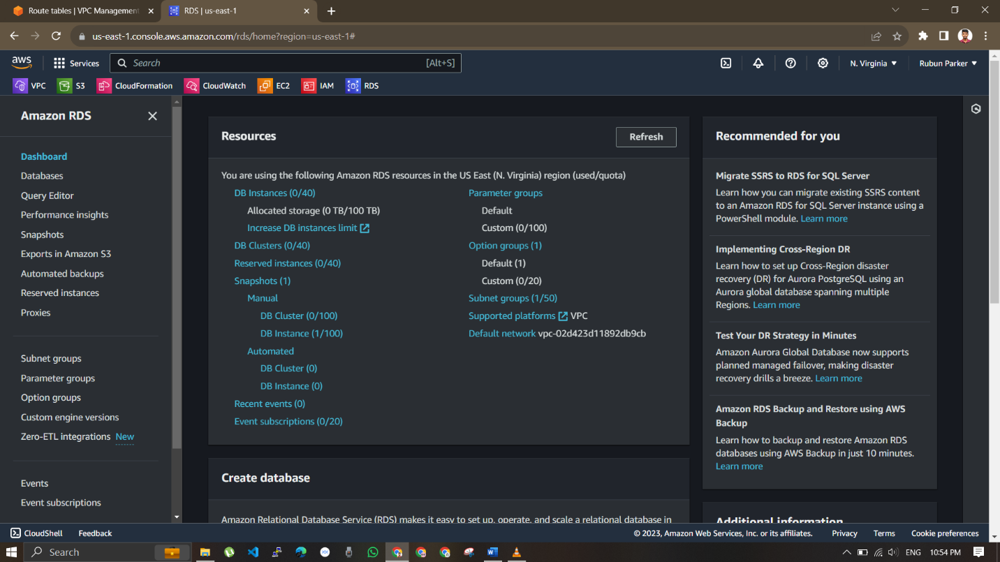 Route tables | VPC Management
RDS | us-east-1
us-east-1.console.aws.amazon.com/rds/home?region=us-east-1#
aws
Services
Search
[Alt+S]
N. Virginia
Rubun Parker
VPC
S3
CloudFormation
CloudWatch
EC2
IAM
RDS
Amazon RDS
Dashboard
Databases
Query Editor
Performance insights
Snapshots
Exports in Amazon S3
Automated backups
Reserved instances
Proxies
Subnet groups
Parameter groups
Option groups
Custom engine versions
Zero-ETL integrations New
Events
Event subscriptions
Resources
Refresh
You are using the following Amazon RDS resources in the US East (N. Virginia) region (used/quota)
DB Instances (0/40)
Allocated storage (0 TB/100 TB)
Increase DB instances limit
DB Clusters (0/40)
Reserved instances (0/40)
Snapshots (1)
Manual
DB Cluster (0/100)
DB Instance (1/100)
Automated
DB Cluster (0)
DB Instance (0)
Recent events (0)
Event subscriptions (0/20)
Parameter groups
Default
Custom (0/100)
Option groups (1)
Default (1)
Custom (0/20)
Subnet groups (1/50)
Supported platforms VPC
Default network vpc-02d423d11892db9cb
Create database
Amazon Relational Database Service (RDS) makes it easy to set up, operate, and scale a relational database in
Recommended for you
Migrate SSRS to RDS for SQL Server
Learn how you can migrate existing SSRS content
to an Amazon RDS for SQL Server instance using a
PowerShell module. Learn more
Implementing Cross-Region DR
Learn how to set up Cross-Region disaster
recovery (DR) for Aurora PostgreSQL using an
Aurora global database spanning multiple
Regions. Learn more
Test Your DR Strategy in Minutes
Amazon Aurora Global Database now supports
planned managed failover, making disaster
recovery drills a breeze. Learn more
Amazon RDS Backup and Restore using AWS
Backup
Learn how to backup and restore Amazon RDS
databases using AWS Backup in just 10 minutes.
Learn more
Additional information
CloudShell
Feedback
© 2023, Amazon Web Services, Inc. or its affiliates.
Privacy
Terms
Cookie preferences
Search
ENG
10:54 PM